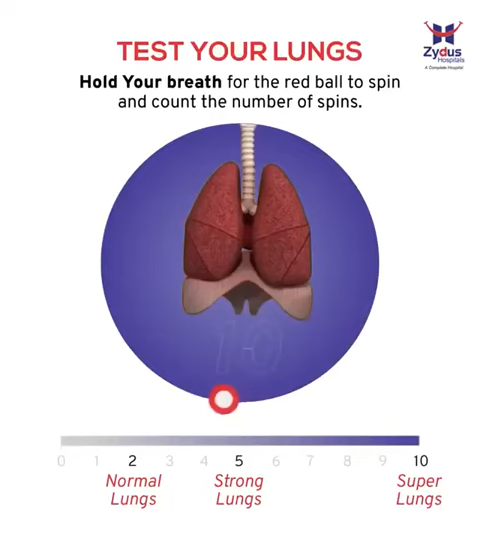 Zydus
Hospitals
A Complete Hospital
TEST YOUR LUNGS
Hold Your breath for the red ball to spin
and count the number of spins.
0 1 2 3 4 5 6 7 8 9 10
Normal Strong Super
Lungs Lungs Lungs